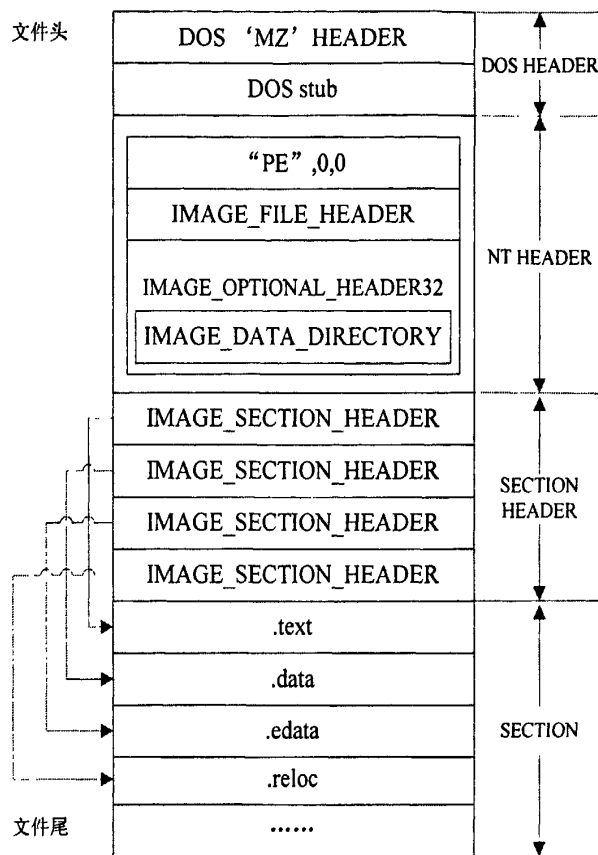 文件头
DOS ‘MZ’ HEADER
DOS HEADER
DOS stub
“PE” ,0,0
IMAGE_FILE_HEADER
NT HEADER
IMAGE_OPTIONAL_HEADER32
IMAGE_DATA_DIRECTORY
IMAGE_SECTION_HEADER
IMAGE_SECTION_HEADER
SECTION
HEADER
IMAGE_SECTION_HEADER
IMAGE_SECTION_HEADER
.text
.data
.edata
SECTION
.reloc
文件尾
……